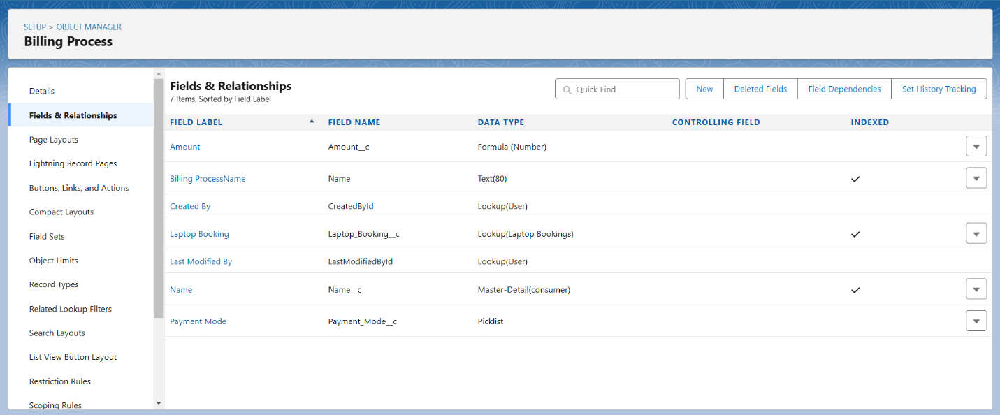 SETUP > OBJECT MANAGER
Billing Process
Details
Fields & Relationships
Page Layouts
Lightning Record Pages
Buttons, Links, and Actions
Compact Layouts
Field Sets
Object Limits
Record Types
Related Lookup Filters
Search Layouts
List View Button Layout
Restriction Rules
Scoping Rules
Fields & Relationships
7 Items, Sorted by Field Label
Quick Find New Deleted Fields Field Dependencies Set History Tracking
FIELD LABEL FIELD NAME DATA TYPE CONTROLLING FIELD INDEXED
Amount Amount__c Formula (Number)
Billing ProcessName Name Text(80)
Created By CreatedById Lookup(User)
Laptop Booking Laptop_Booking__c Lookup(Laptop Bookings)
Last Modified By LastModifiedById Lookup(User)
Name Name__c Master-Detail(consumer)
Payment Mode Payment_Mode__c Picklist